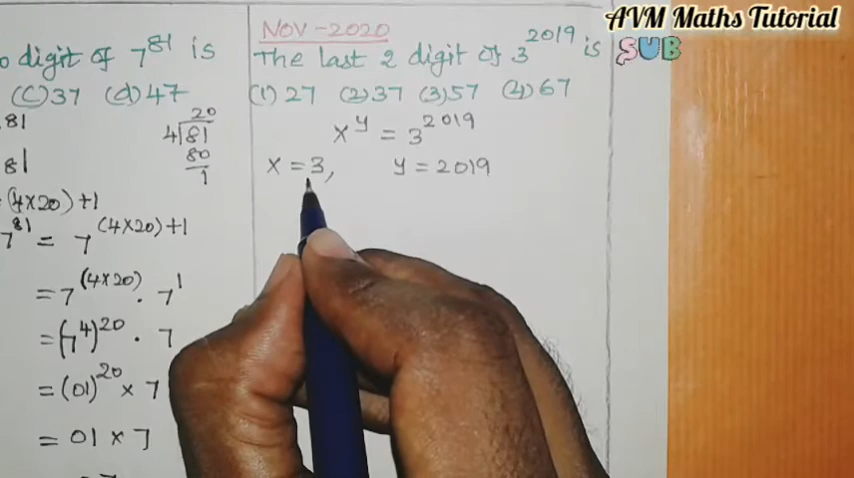 AVM Maths Tutorial
SUB
digit of 7^81 is
(C) 37 (d) 47
81
4)81
20
80
1
81
(4×20)+1
7^81 = 7^(4×20)+1
= 7^(4×20) · 7^1
= (7^4)^20 · 7
= (01)^20 × 7
= 01 × 7
NOV-2020
The last 2 digit of 3^2019 is
(1) 27 (2) 37 (3) 57 (4) 67
x^y = 3^2019
x = 3, y = 2019